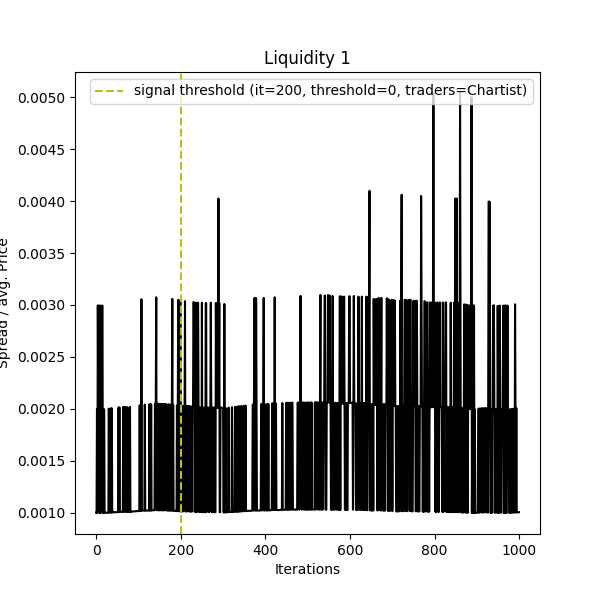 Liquidity 1
signal threshold (it=200, threshold=0, traders=Chartist)
0.0050
0.0045
0.0040
0.0035
0.0030
0.0025
0.0020
0.0015
0.0010
Spread / avg. Price
0 200 400 600 800 1000
Iterations